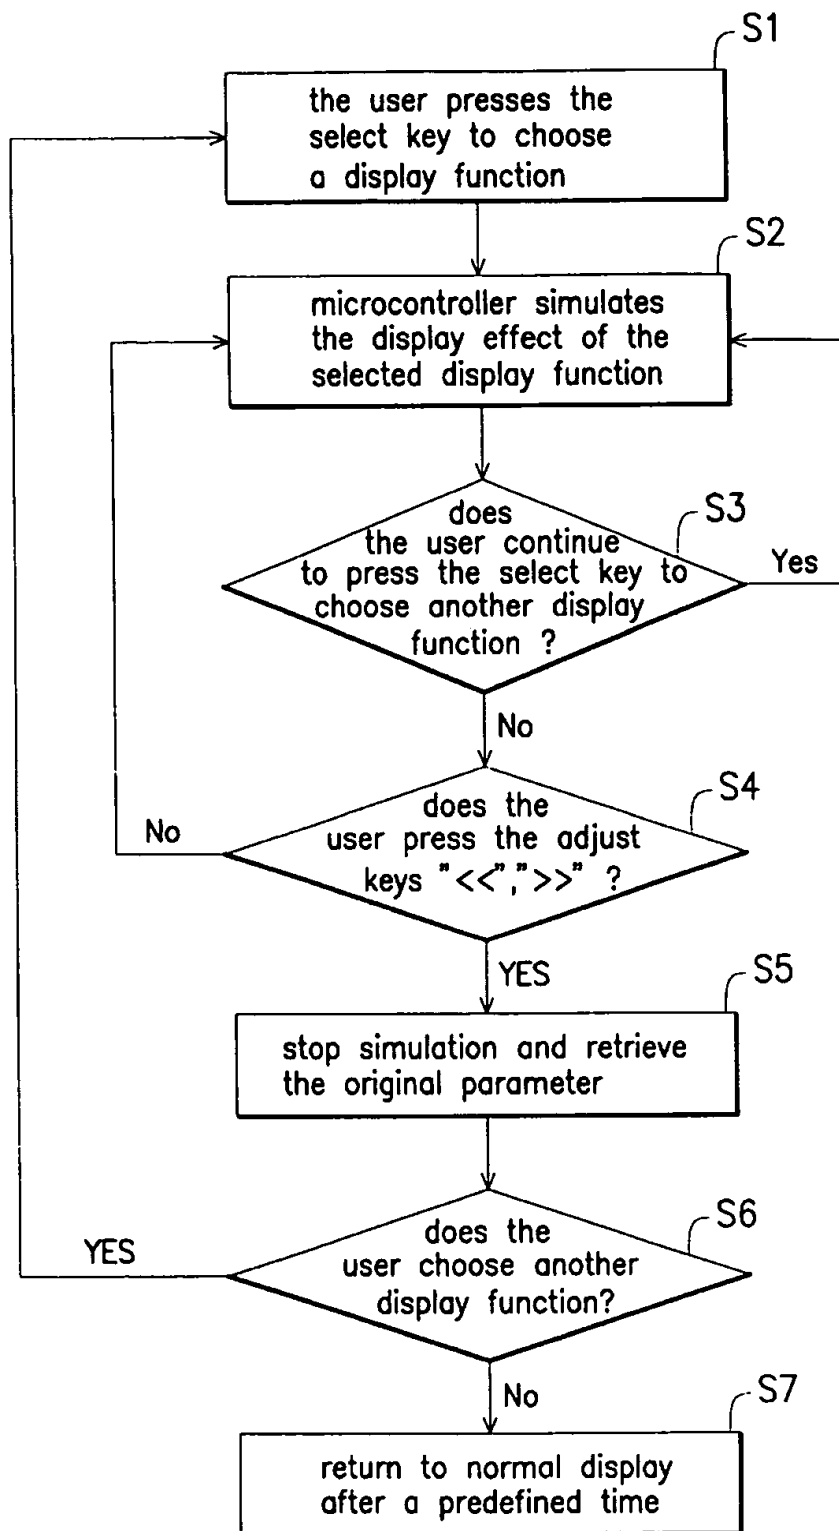 S1
the user presses the
select key to choose
a display function
S2
microcontroller simulates
the display effect of the
selected display function
does
the user continue
to press the select key to
choose another display
function ?
S3
Yes
No
does the
user press the adjust
keys "<<",">>" ?
S4
No
YES
S5
stop simulation and retrieve
the original parameter
does the
user choose another
display function?
S6
YES
No
S7
return to normal display
after a predefined time